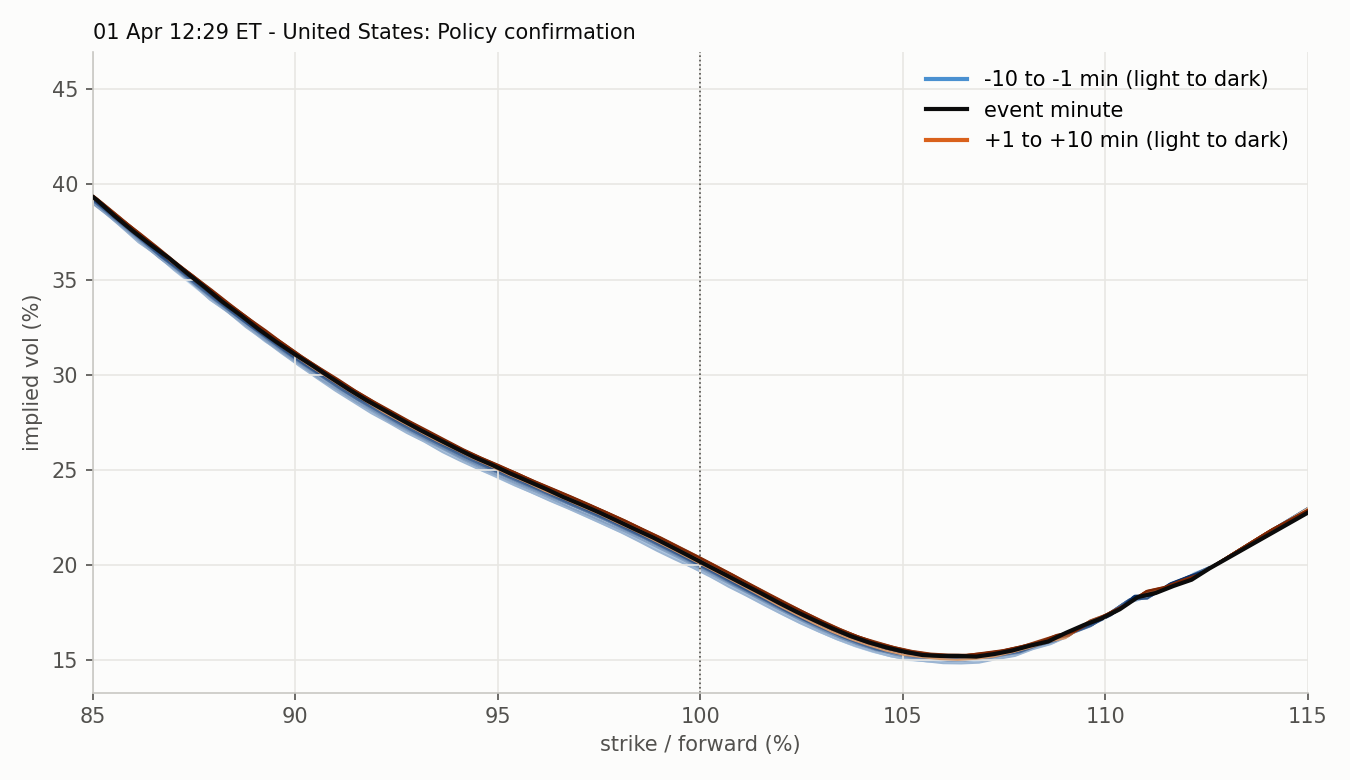 01 Apr 12:29 ET - United States: Policy confirmation
-10 to -1 min (light to dark)
event minute
+1 to +10 min (light to dark)
implied vol (%)
45
40
35
30
25
20
15
85 90 95 100 105 110 115
strike / forward (%)